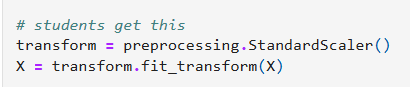 # students get this
transform = preprocessing.StandardScaler()
X = transform.fit_transform(X)